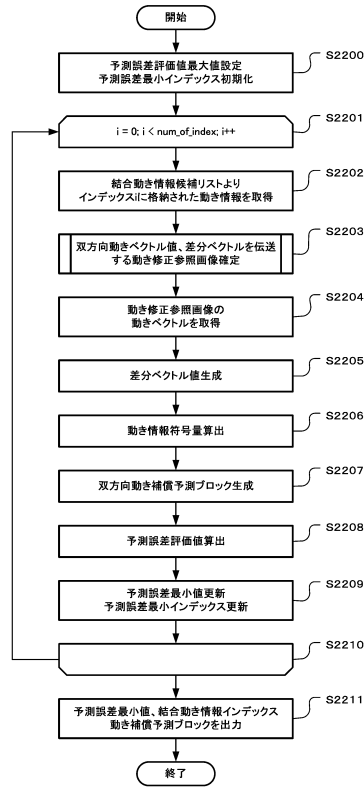 開始
予測誤差評価値最大値設定
予測誤差最小インデックス初期化
S2200
i = 0; i < num_of_index; i++
S2201
結合動き情報候補リストより
インデックスiに格納された動き情報を取得
S2202
双方向動きベクトル値、差分ベクトルを伝送
する動き修正参照画像確定
S2203
動き修正参照画像の
動きベクトルを取得
S2204
差分ベクトル値生成
S2205
動き情報符号量算出
S2206
双方向動き補償予測ブロック生成
S2207
予測誤差評価値算出
S2208
予測誤差最小値更新
予測誤差最小インデックス更新
S2209
S2210
予測誤差最小値、結合動き情報インデックス
動き補償予測ブロックを出力
S2211
終了